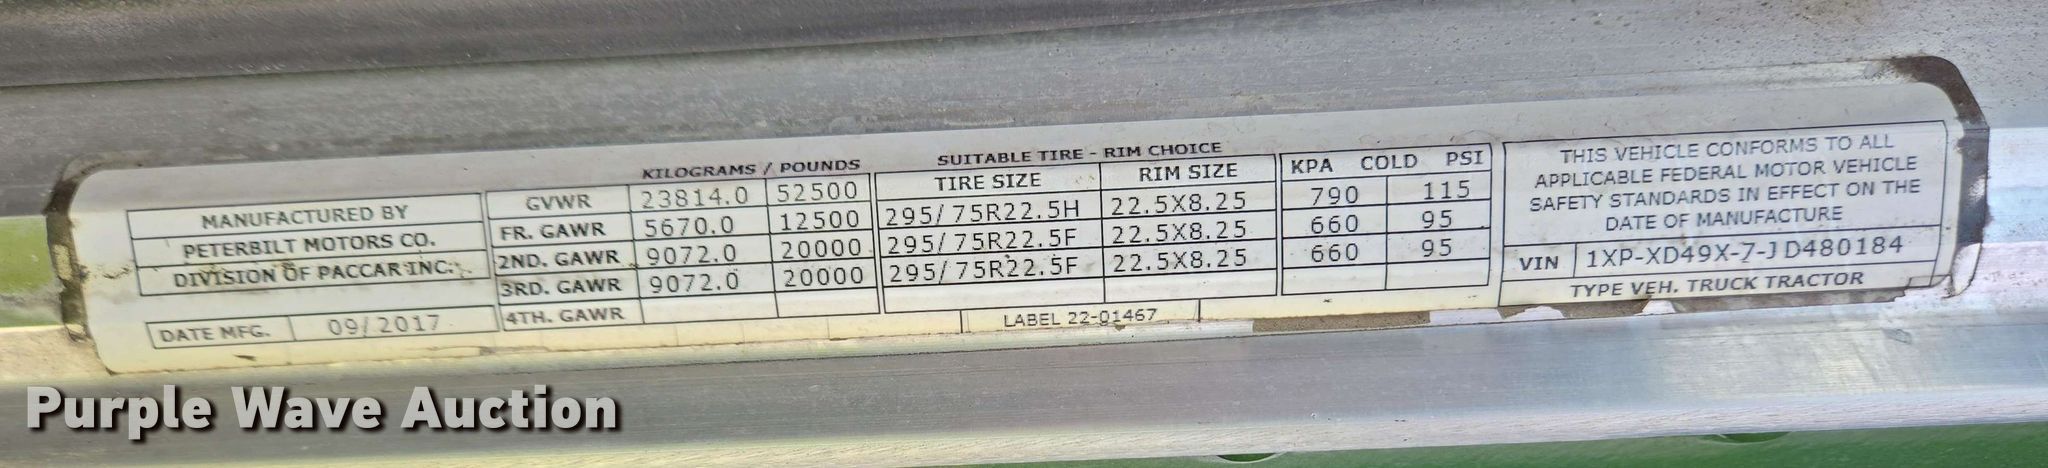 MANUFACTURED BY
PETERBILT MOTORS CO.
DIVISION OF PACCAR INC.
DATE MFG. 09/2017
KILOGRAMS / POUNDS
GVWR 23814.0 52500
FR. GAWR 5670.0 12500
2ND. GAWR 9072.0 20000
3RD. GAWR 9072.0 20000
4TH. GAWR
SUITABLE TIRE - RIM CHOICE
TIRE SIZE RIM SIZE
295/75R22.5H 22.5X8.25
295/75R22.5F 22.5X8.25
295/75R22.5F 22.5X8.25
KPA COLD PSI
790 115
660 95
660 95
LABEL 22-01467
THIS VEHICLE CONFORMS TO ALL
APPLICABLE FEDERAL MOTOR VEHICLE
SAFETY STANDARDS IN EFFECT ON THE
DATE OF MANUFACTURE
VIN 1XP-XD49X-7-JD480184
TYPE VEH. TRUCK TRACTOR
Purple Wave Auction